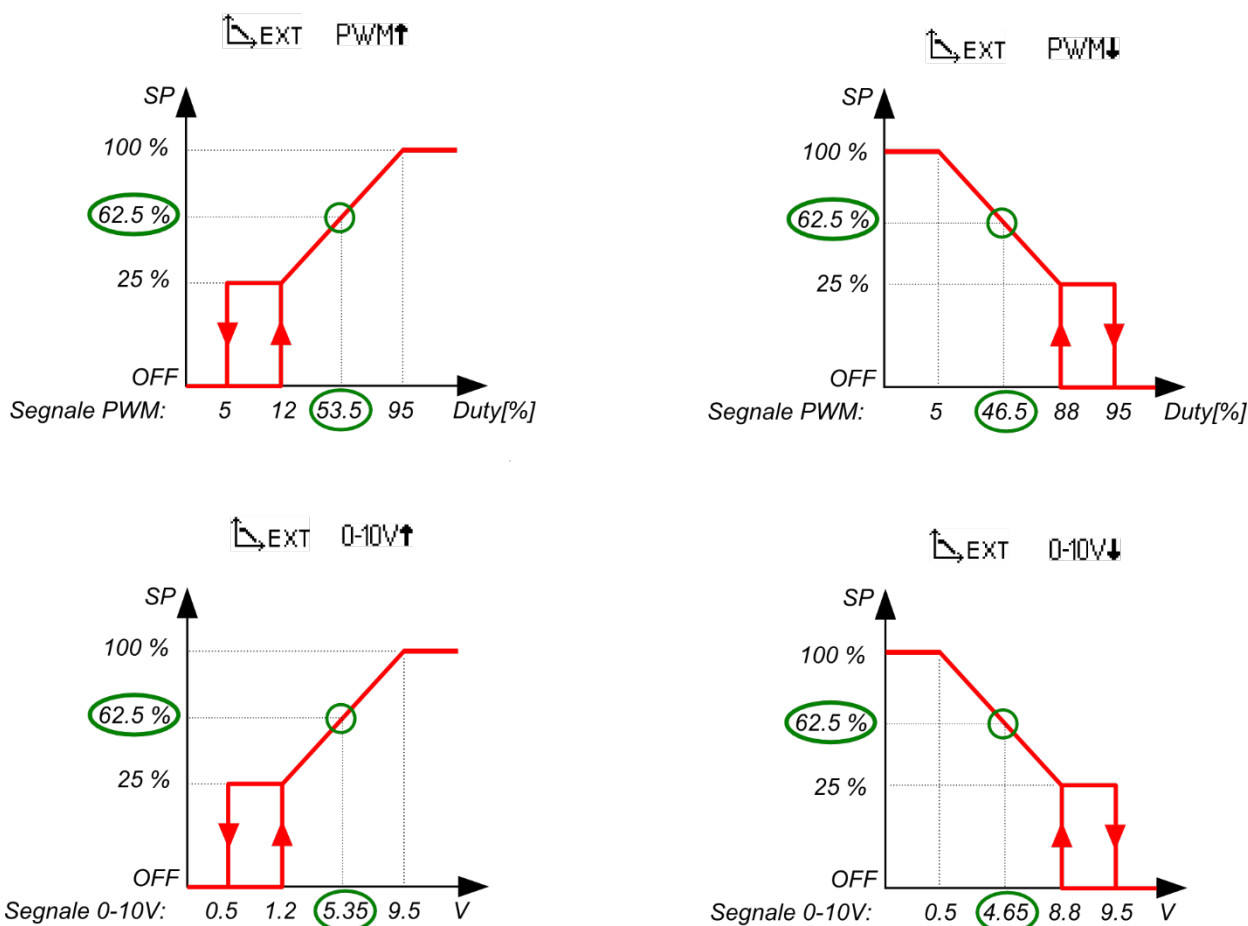 EXT PWM↑
SP
100 %
62.5 %
25 %
OFF
Segnale PWM: 5 12 53.5 95 Duty[%]
EXT PWM↓
SP
100 %
62.5 %
25 %
OFF
Segnale PWM: 5 46.5 88 95 Duty[%]
EXT 0-10V↑
SP
100 %
62.5 %
25 %
OFF
Segnale 0-10V: 0.5 1.2 5.35 9.5 V
EXT 0-10V↓
SP
100 %
62.5 %
25 %
OFF
Segnale 0-10V: 0.5 4.65 8.8 9.5 V